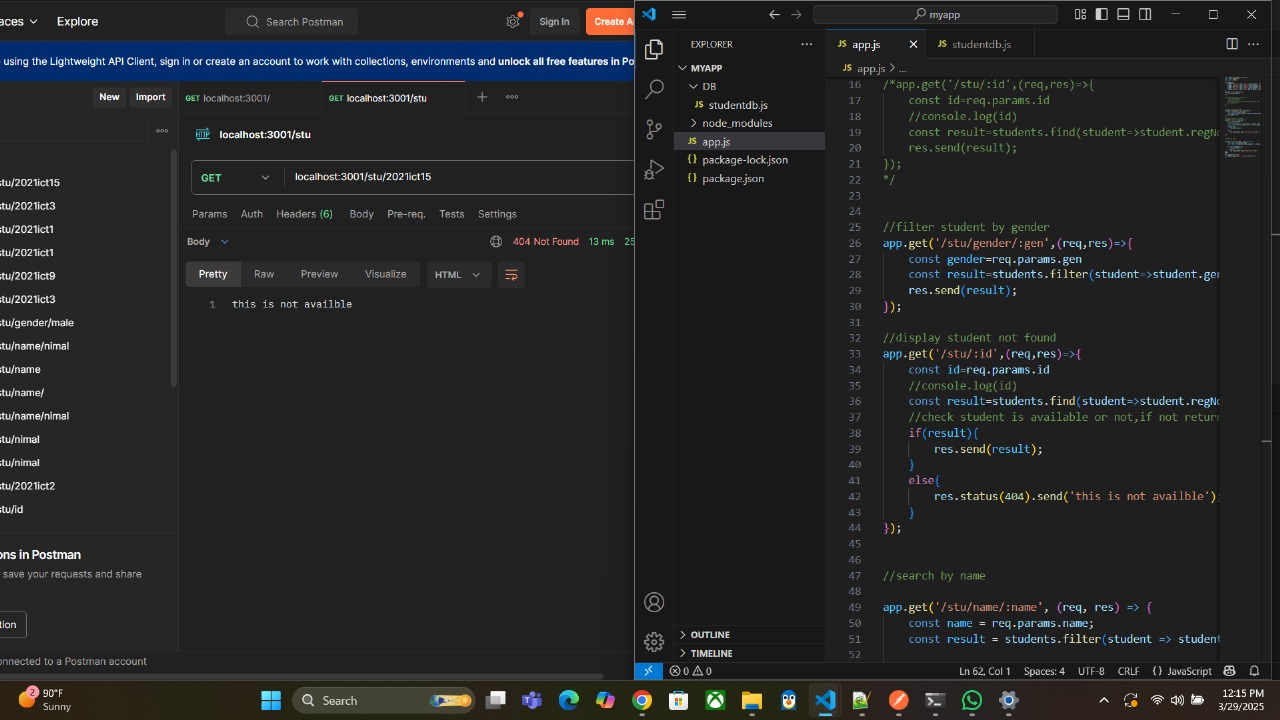 aces
Explore
Search Postman
Sign In
Create A
using the Lightweight API Client, sign in or create an account to work with collections, environments and unlock all free features in Po
New
Import
GET localhost:3001/
GET localhost:3001/stu
HTTP localhost:3001/stu
stu/2021ict15
stu/2021ict3
stu/2021ict1
stu/2021ict1
stu/2021ict9
stu/2021ict3
stu/gender/male
stu/name/nimal
stu/name
stu/name/
stu/name/nimal
stu/nimal
stu/nimal
stu/2021ict2
stu/id
ons in Postman
save your requests and share
tion
onnected to a Postman account
GET
localhost:3001/stu/2021ict15
Params Auth Headers (6) Body Pre-req. Tests Settings
Body
404 Not Found 13 ms 25
Pretty Raw Preview Visualize HTML
1 this is not availble
myapp
EXPLORER
MYAPP
DB
JS studentdb.js
node_modules
JS app.js
{} package-lock.json
{} package.json
OUTLINE
TIMELINE
JS app.js
JS studentdb.js
JS app.js > ...
16 /*app.get('/stu/:id',(req,res)=>{
17 const id=req.params.id
18 //console.log(id)
19 const result=students.find(student=>student.regNo
20 res.send(result);
21 });
22 */
23
24
25 //filter student by gender
26 app.get('/stu/gender/:gen',(req,res)=>{
27 const gender=req.params.gen
28 const result=students.filter(student=>student.gen
29 res.send(result);
30 });
31
32 //display student not found
33 app.get('/stu/:id',(req,res)=>{
34 const id=req.params.id
35 //console.log(id)
36 const result=students.find(student=>student.regNo
37 //check student is available or not,if not return
38 if(result){
39 res.send(result);
40 }
41 else{
42 res.status(404).send('this is not availble');
43 }
44 });
45
46
47 //search by name
48
49 app.get('/stu/name/:name', (req, res) => {
50 const name = req.params.name;
51 const result = students.filter(student => student
52
0 0
Ln 62, Col 1 Spaces: 4 UTF-8 CRLF {} JavaScript
2
90°F
Sunny
Search
12:15 PM
3/29/2025